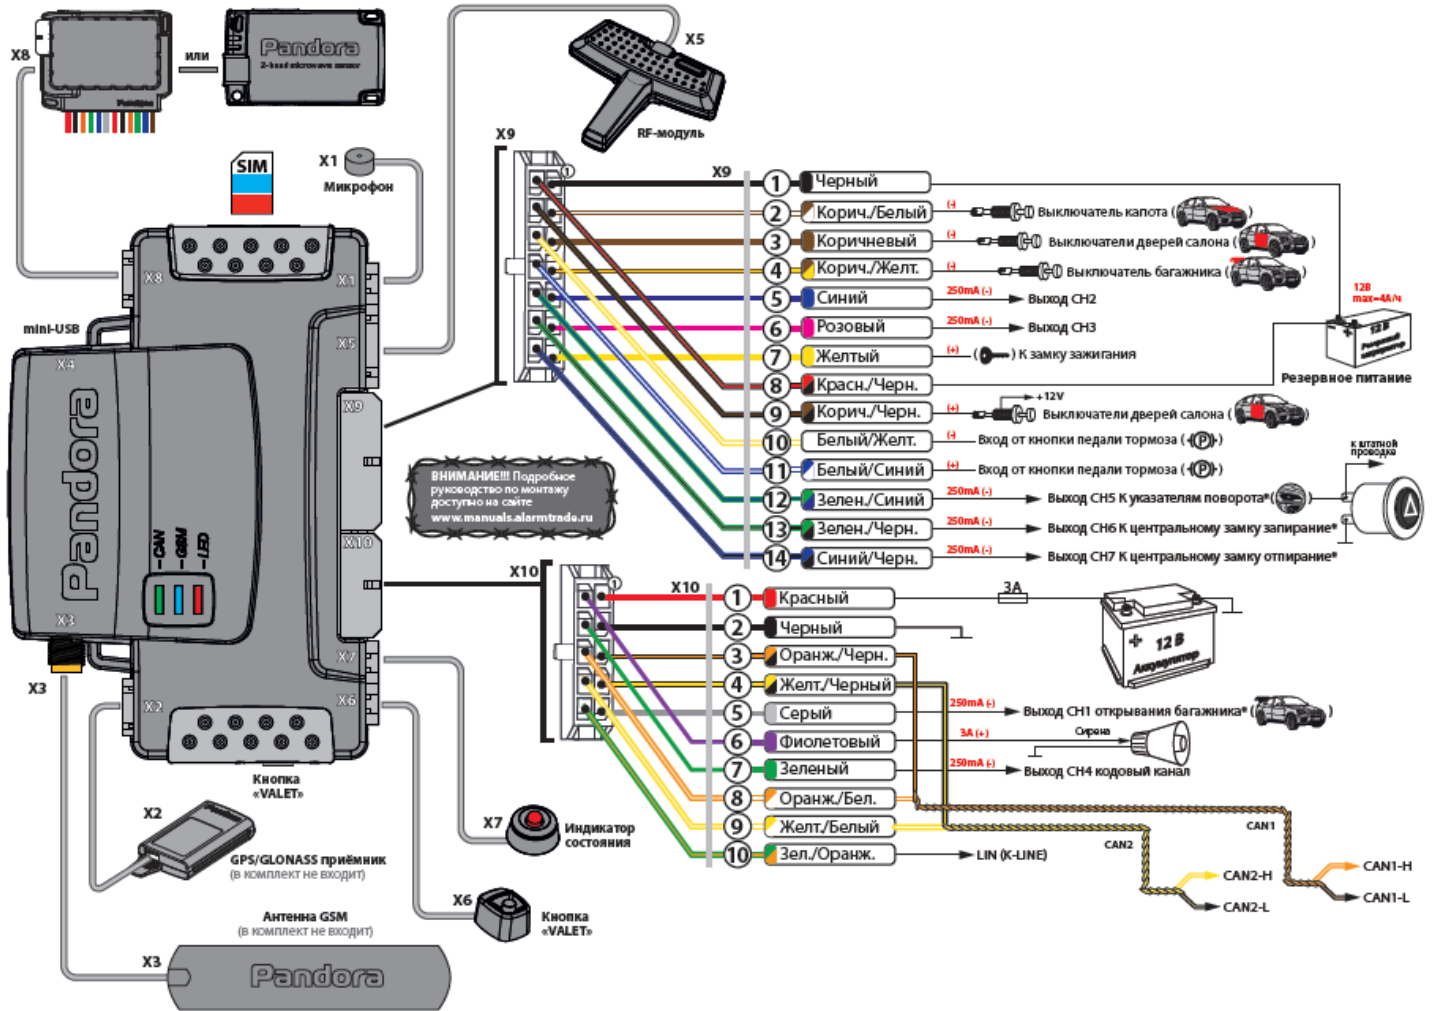 X8
или
Pandora
2-band microwave sensor
Pandora
X5
RF-модуль
SIM
X1
Микрофон
X8
X1
mini-USB
X5
X4
X9
Pandora
CAN
GSM
LED
X10
X3
X7
X2
X6
X3
Кнопка
«VALET»
X2
GPS/GLONASS приёмник
(в комплект не входит)
Антенна GSM
(в комплект не входит)
X3
Pandora
X7
Индикатор
состояния
X6
Кнопка
«VALET»
ВНИМАНИЕ!!! Подробное
руководство по монтажу
доступно на сайте
www.manuals.alarmtrade.ru
X9
1
X9
1 Черный
2 Корич./Белый (-) Выключатель капота ( )
3 Коричневый (-) Выключатели дверей салона ( )
4 Корич./Желт. (-) Выключатель багажника ( )
5 Синий 250mA (-) Выход CH2
6 Розовый 250mA (-) Выход CH3
7 Желтый (+) ( ) К замку зажигания
8 Красн./Черн.
9 Корич./Черн. (+) +12V Выключатели дверей салона ( )
10 Белый/Желт. (-) Вход от кнопки педали тормоза ( (P) )
11 Белый/Синий (+) Вход от кнопки педали тормоза ( (P) )
12 Зелен./Синий 250mA (-) Выход CH5 К указателям поворота* ( )
13 Зелен./Черн. 250mA (-) Выход CH6 К центральному замку запирание*
14 Синий/Черн. 250mA (-) Выход CH7 К центральному замку отпирание*
12В
max=4А/ч
12 В
Резервный
аккумулятор
Резервное питание
к штатной
проводке
X10
1
X10
1 Красный 3А
2 Черный
3 Оранж./Черн.
4 Желт./Черный
5 Серый 250mA (-) Выход CH1 открывания багажника* ( )
6 Фиолетовый 3A (+) Сирена
7 Зеленый 250mA (-) Выход CH4 кодовый канал
8 Оранж./Бел.
9 Желт./Белый
10 Зел./Оранж. LIN (K-LINE)
+ 12 В
Аккумулятор
CAN1
CAN2
CAN1-H
CAN2-H
CAN1-L
CAN2-L